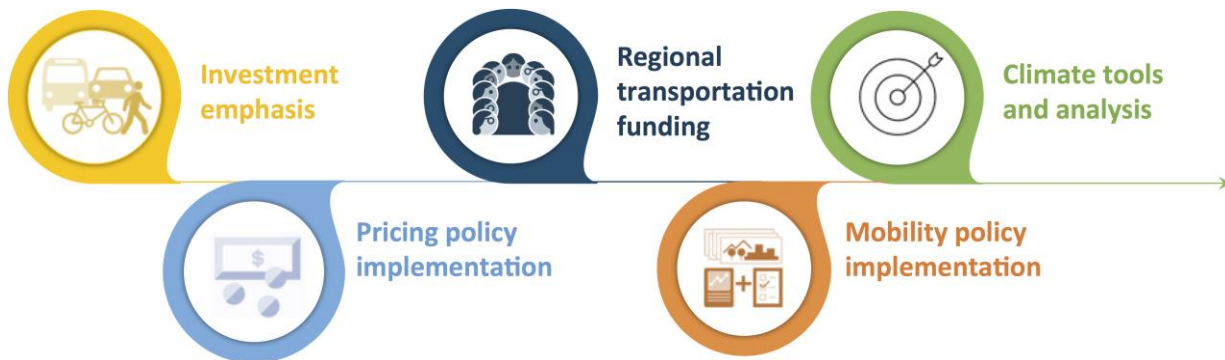 Investment
emphasis
Pricing policy
implementation
$
Regional
transportation
funding
Mobility policy
implementation
Climate tools
and analysis